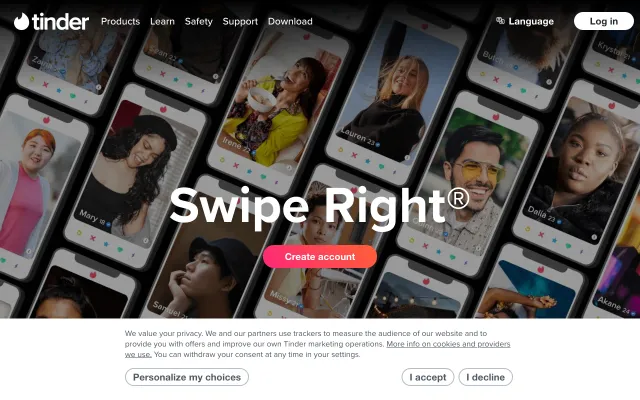 tinder
Products Learn Safety Support Download
Language
Log in
Zaina
Sean 22
Butch
Krystal
Irene 22
Lauren 23
Mary 18
Dalia 23
Samuel
Missy
Akane 24
Swipe Right®
Create account
We value your privacy. We and our partners use trackers to measure the audience of our website and to
provide you with offers and improve our own Tinder marketing operations. More info on cookies and providers
we use. You can withdraw your consent at any time in your settings.
Personalize my choices
I accept
I decline